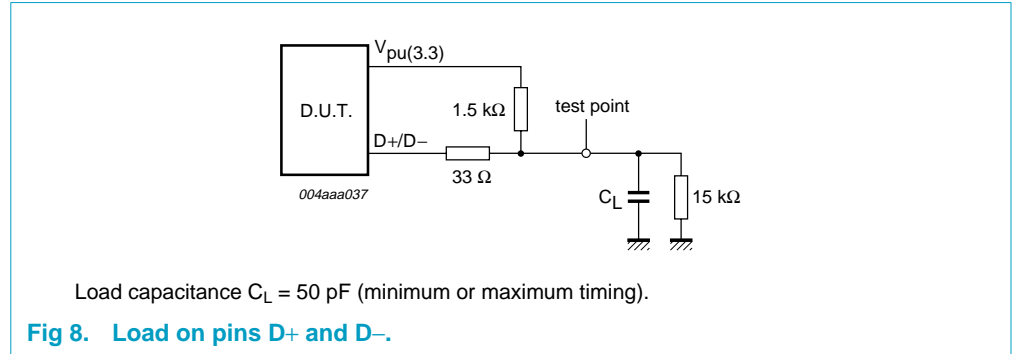 Vpu(3.3)
D.U.T.
1.5 kΩ
test point
D+/D−
33 Ω
004aaa037
CL
15 kΩ
Load capacitance CL = 50 pF (minimum or maximum timing).
Fig 8. Load on pins D+ and D−.